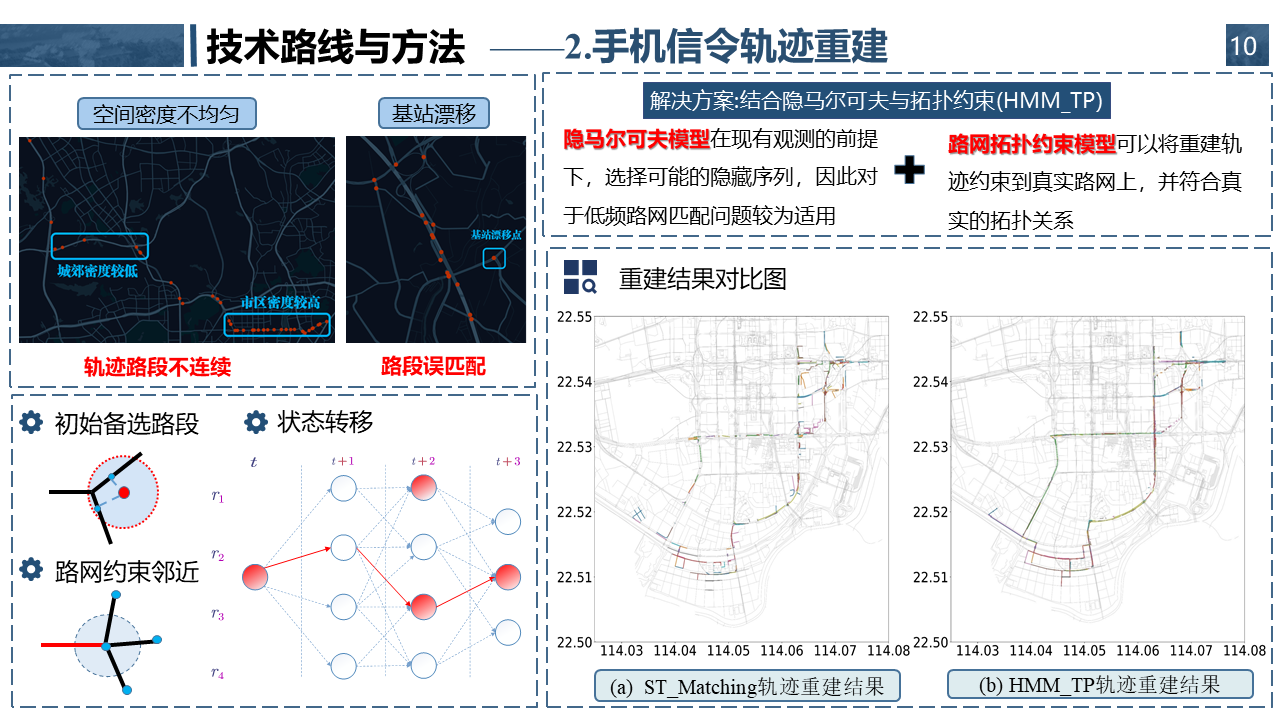 技术路线与方法 ——2.手机信令轨迹重建
10
空间密度不均匀
基站漂移
城郊密度较低
市区密度较高
基站漂移点
轨迹路段不连续
路段误匹配
解决方案:结合隐马尔可夫与拓扑约束(HMM_TP)
隐马尔可夫模型在现有观测的前提
下，选择可能的隐藏序列，因此对
于低频路网匹配问题较为适用
路网拓扑约束模型可以将重建轨
迹约束到真实路网上，并符合真
实的拓扑关系
初始备选路段
状态转移
t
t+1
t+2
t+3
r1
r2
r3
r4
路网约束邻近
重建结果对比图
22.55
22.54
22.53
22.52
22.51
22.50
114.03 114.04 114.05 114.06 114.07 114.08
(a) ST_Matching轨迹重建结果
22.55
22.54
22.53
22.52
22.51
22.50
114.03 114.04 114.05 114.06 114.07 114.08
(b) HMM_TP轨迹重建结果